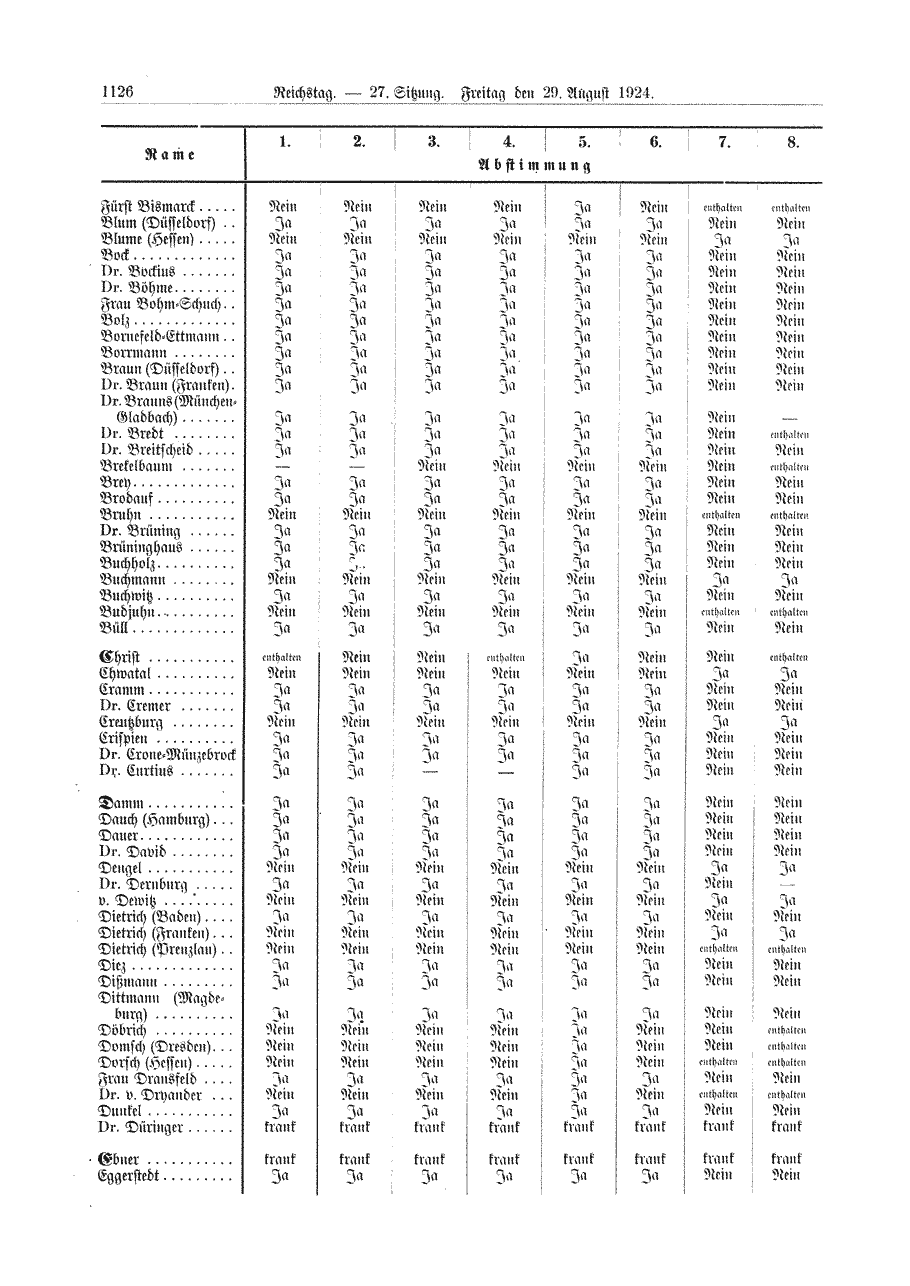 1126 Reichstag. — 27. Sitzung. Freitag den 29. August 1924.
Name 1. 2. 3. 4. 5. 6. 7. 8.
Abstimmung
Fürst Bismarck ..... Nein Nein Nein Nein Ja Nein enthalten enthalten
Blum (Düsseldorf) .. Ja Ja Ja Ja Ja Ja Nein Nein
Blume (Hessen) ..... Nein Nein Nein Nein Nein Nein Ja Ja
Bock ............. Ja Ja Ja Ja Ja Ja Nein Nein
Dr. Bockius ....... Ja Ja Ja Ja Ja Ja Nein Nein
Dr. Böhme........ Ja Ja Ja Ja Ja Ja Nein Nein
Frau Bohm-Schuch.. Ja Ja Ja Ja Ja Ja Nein Nein
Bolz ............. Ja Ja Ja Ja Ja Ja Nein Nein
Bornefeld-Ettmann .. Ja Ja Ja Ja Ja Ja Nein Nein
Borrmann ........ Ja Ja Ja Ja Ja Ja Nein Nein
Braun (Düsseldorf) .. Ja Ja Ja Ja Ja Ja Nein Nein
Dr. Braun (Franken). Ja Ja Ja Ja Ja Ja Nein Nein
Dr. Brauns (München-
Gladbach) ....... Ja Ja Ja Ja Ja Ja Nein —
Dr. Bredt ........ Ja Ja Ja Ja Ja Ja Nein enthalten
Dr. Breitscheid ..... Ja Ja Ja Ja Ja Ja Nein Nein
Brekelbaum ....... — — Nein Nein Nein Nein Nein enthalten
Brey............. Ja Ja Ja Ja Ja Ja Nein Nein
Brodauf .......... Ja Ja Ja Ja Ja Ja Nein Nein
Bruhn ........... Nein Nein Nein Nein Nein Nein enthalten enthalten
Dr. Brüning ...... Ja Ja Ja Ja Ja Ja Nein Nein
Brüninghaus ...... Ja Ja Ja Ja Ja Ja Nein Nein
Buchholz.......... Ja Ja Ja Ja Ja Nein Nein
Buchmann ........ Nein Nein Nein Nein Nein Nein Ja Ja
Buchwitz .......... Ja Ja Ja Ja Ja Ja Nein Nein
Budjuhn.......... Nein Nein Nein Nein Nein Nein enthalten enthalten
Büll ............. Ja Ja Ja Ja Ja Ja Nein Nein
Christ ........... enthalten Nein Nein enthalten Ja Nein Nein enthalten
Chwatal .......... Nein Nein Nein Nein Nein Nein Ja Ja
Cramm ........... Ja Ja Ja Ja Ja Ja Nein Nein
Dr. Cremer ....... Ja Ja Ja Ja Ja Ja Nein Nein
Creutzburg ........ Nein Nein Nein Nein Nein Nein Ja Ja
Crispien .......... Ja Ja Ja Ja Ja Ja Nein Nein
Dr. Crone-Münzebrock Ja Ja Ja Ja Ja Ja Nein Nein
Dr. Curtius ....... Ja Ja — — Ja Ja Nein Nein
Damm ........... Ja Ja Ja Ja Ja Ja Nein Nein
Dauch (Hamburg)... Ja Ja Ja Ja Ja Ja Nein Nein
Dauer............ Ja Ja Ja Ja Ja Ja Nein Nein
Dr. David ........ Ja Ja Ja Ja Ja Ja Nein Nein
Dengel ........... Nein Nein Nein Nein Nein Nein Ja Ja
Dr. Dernburg ..... Ja Ja Ja Ja Ja Ja Nein —
v. Dewitz ......... Nein Nein Nein Nein Nein Nein Ja Ja
Dietrich (Baden).... Ja Ja Ja Ja Ja Ja Nein Nein
Dietrich (Franken)... Nein Nein Nein Nein Nein Nein Ja Ja
Dietrich (Prenzlau) .. Nein Nein Nein Nein Nein Nein enthalten enthalten
Diez ............. Ja Ja Ja Ja Ja Ja Nein Nein
Dißmann ......... Ja Ja Ja Ja Ja Ja Nein Nein
Dittmann (Magde-
burg) .......... Ja Ja Ja Ja Ja Ja Nein Nein
Döbrich .......... Nein Nein Nein Nein Ja Nein Nein enthalten
Domsch (Dresden)... Nein Nein Nein Nein Ja Nein Nein enthalten
Dorsch (Hessen)..... Nein Nein Nein Nein Ja Nein enthalten enthalten
Frau Dransfeld .... Ja Ja Ja Ja Ja Ja Nein Nein
Dr. v. Dryander ... Nein Nein Nein Nein Ja Nein enthalten enthalten
Dunkel ........... Ja Ja Ja Ja Ja Ja Nein Nein
Dr. Düringer ...... krank krank krank krank krank krank krank krank
Ebner ........... krank krank krank krank krank krank krank krank
Eggerstedt ......... Ja Ja Ja Ja Ja Ja Nein Nein